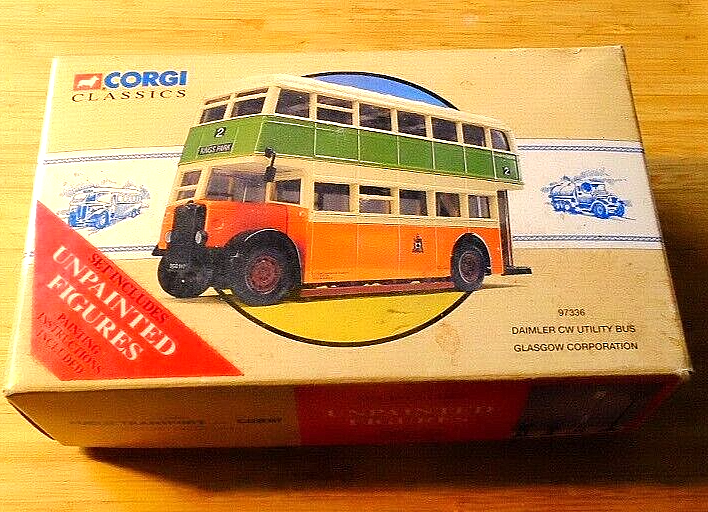 CORGI
CLASSICS
2
KINGS PARK
2
SET INCLUDES
UNPAINTED
FIGURES
PAINTING
INSTRUCTIONS
INCLUDED
97336
DAIMLER CW UTILITY BUS
GLASGOW CORPORATION
CORGI
UNPAINTED
FIGURES